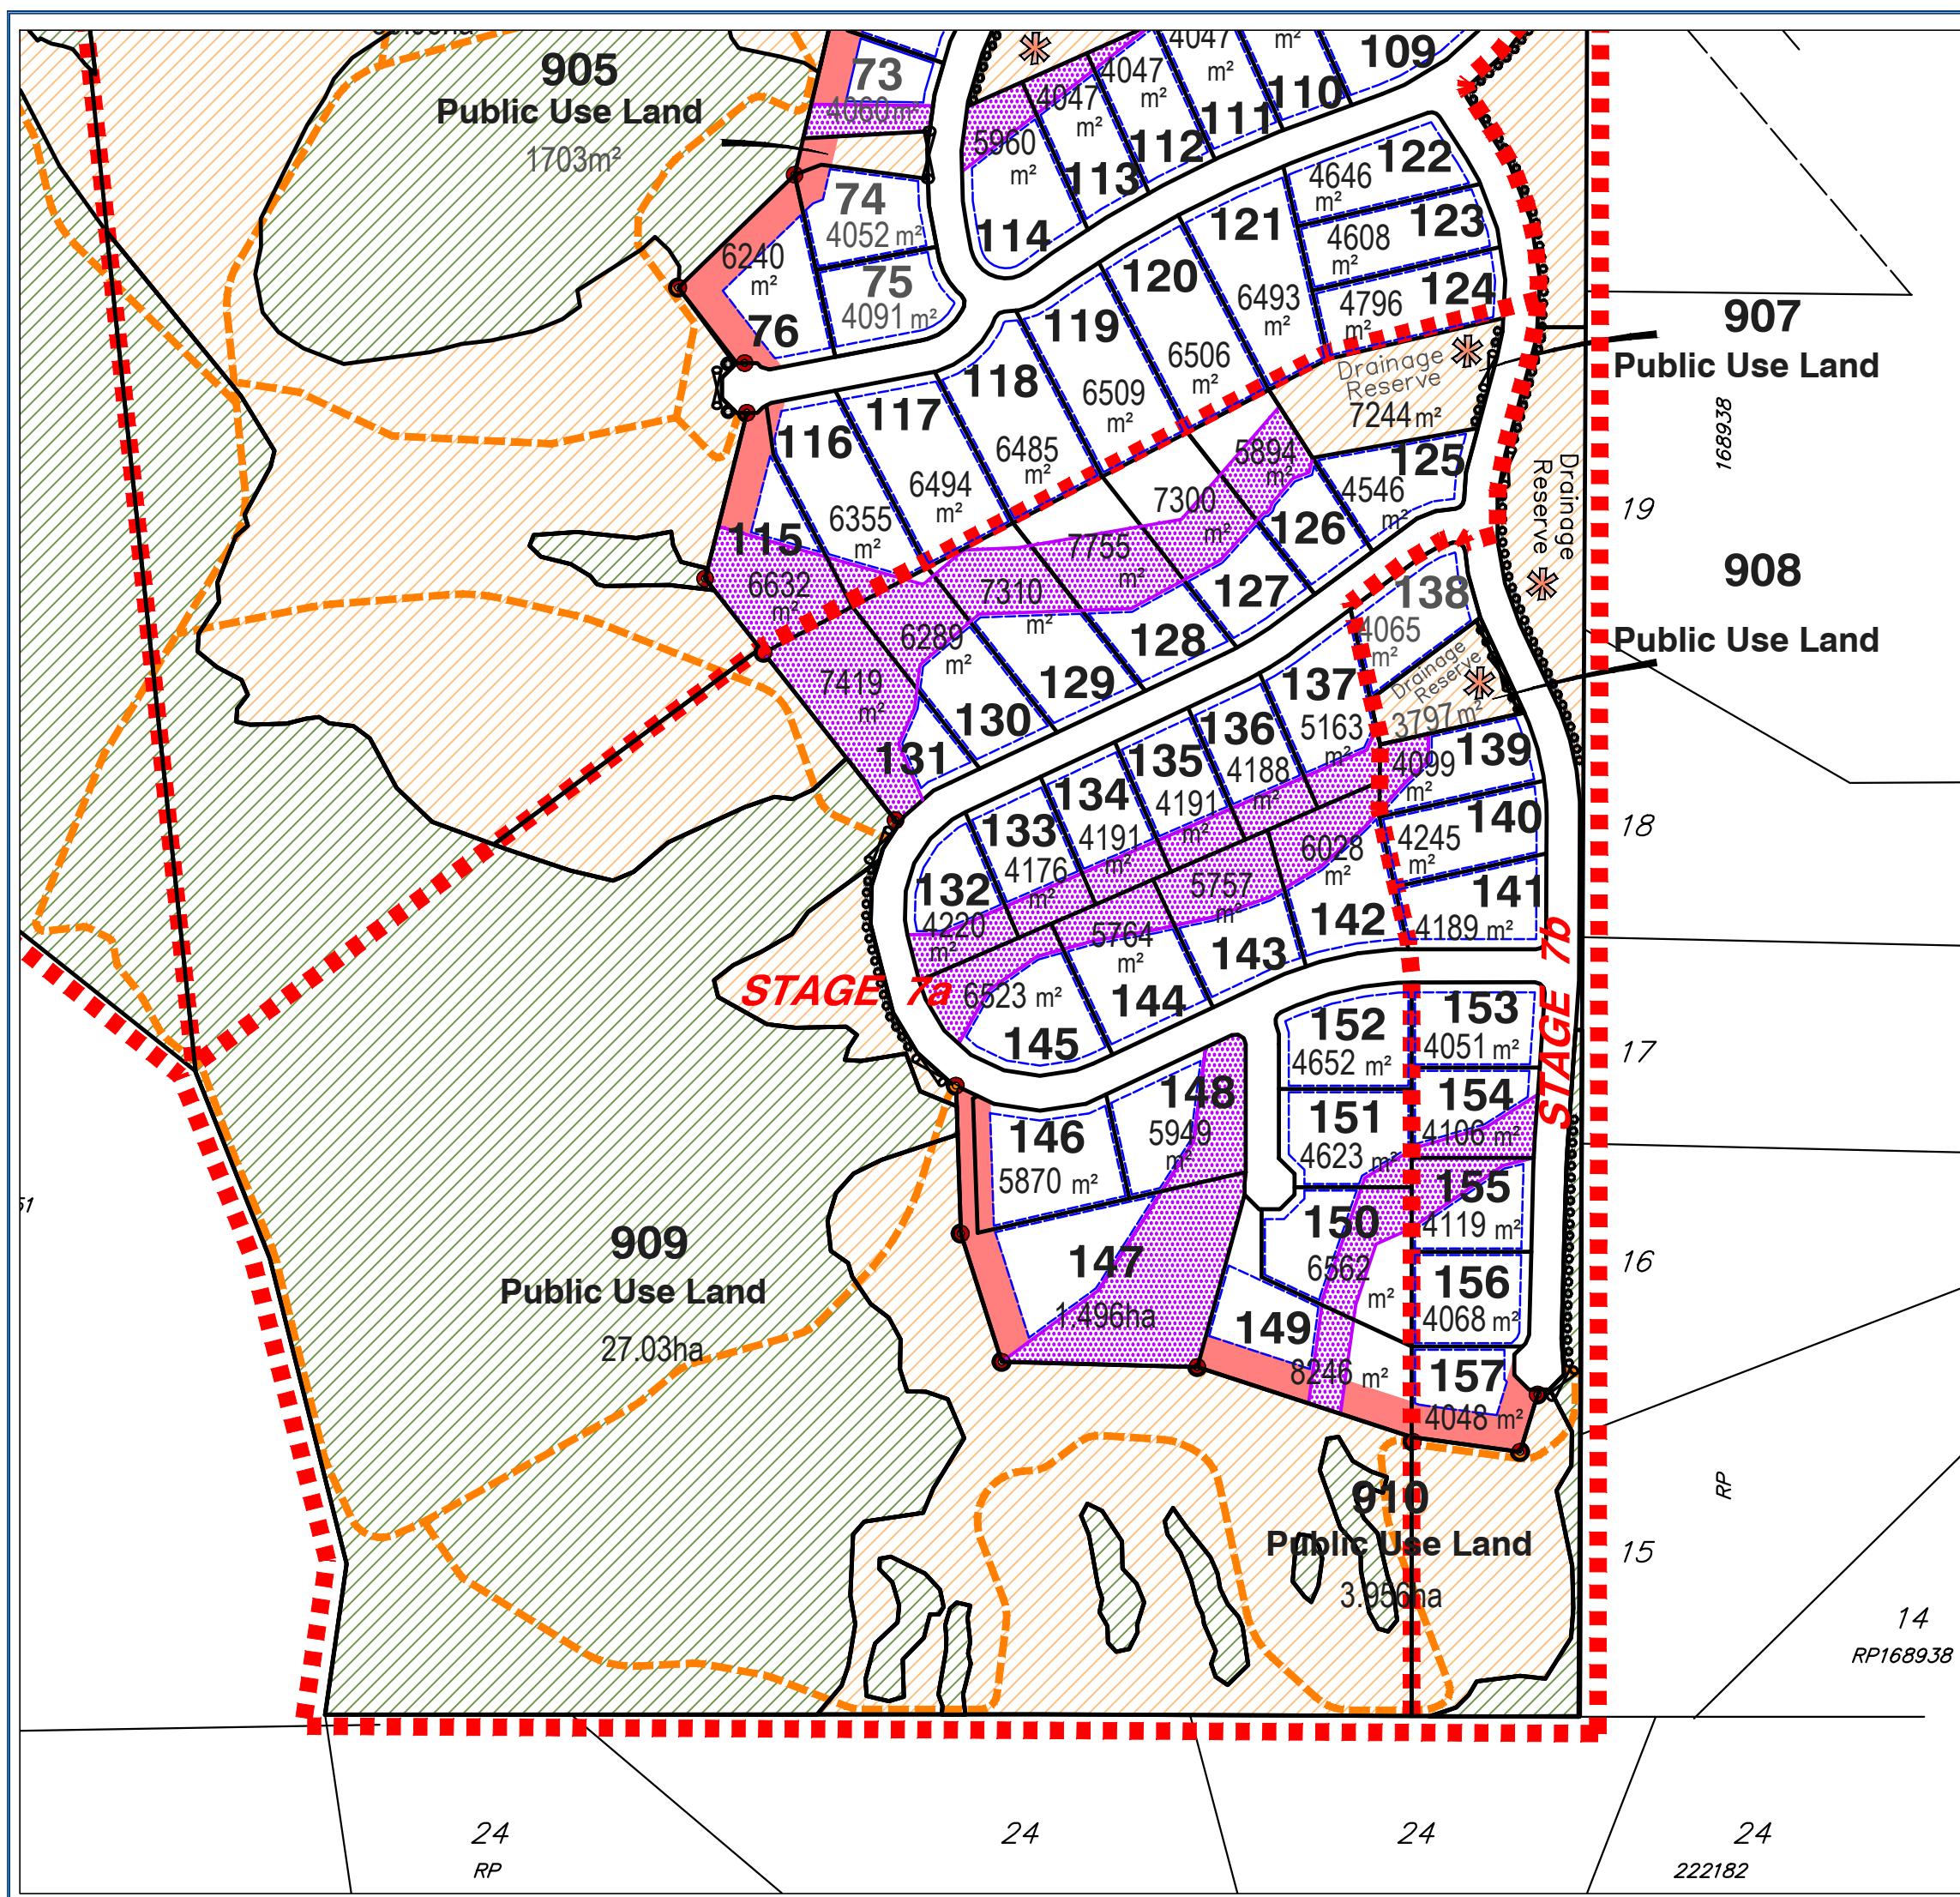 905
Public Use Land
1703m²
73
4060m²
4047
m²
109
4047
m²
110
4047
m²
111
5960
m²
112
113
114
74
4052 m²
75
4091 m²
6240
m²
76
122
4646
m²
123
4608
m²
124
4796
m²
121
6493
m²
120
6506
m²
119
6509
m²
118
6485
m²
117
6494
m²
116
6355
m²
115
6632
m²
Drainage
Reserve
7244m²
907
Public Use Land
168938
19
908
Public Use Land
Drainage
Reserve
125
4546
m²
5894
m²
126
7300
m²
127
7755
m²
128
7310
m²
129
6289
m²
130
7419
m²
131
138
4065
m²
Drainage
Reserve
3797m²
137
5163
m²
136
4188
m²
135
4191
m²
134
4191
m²
133
4176
m²
132
4220
m²
139
4099
m²
140
4245
m²
141
4189 m²
18
6028
m²
142
5757
m²
143
5764
m²
144
6523 m²
145
STAGE 7a
STAGE 7b
17
152
4652 m²
153
4051 m²
151
4623 m²
154
4106 m²
148
5949
m²
146
5870 m²
155
4119 m²
150
6562
m²
156
4068 m²
16
147
1.496ha
149
8246 m²
157
4048 m²
909
Public Use Land
27.03ha
910
Public Use Land
3.956ha
RP
15
14
RP168938
24
RP
24
24
24
222182